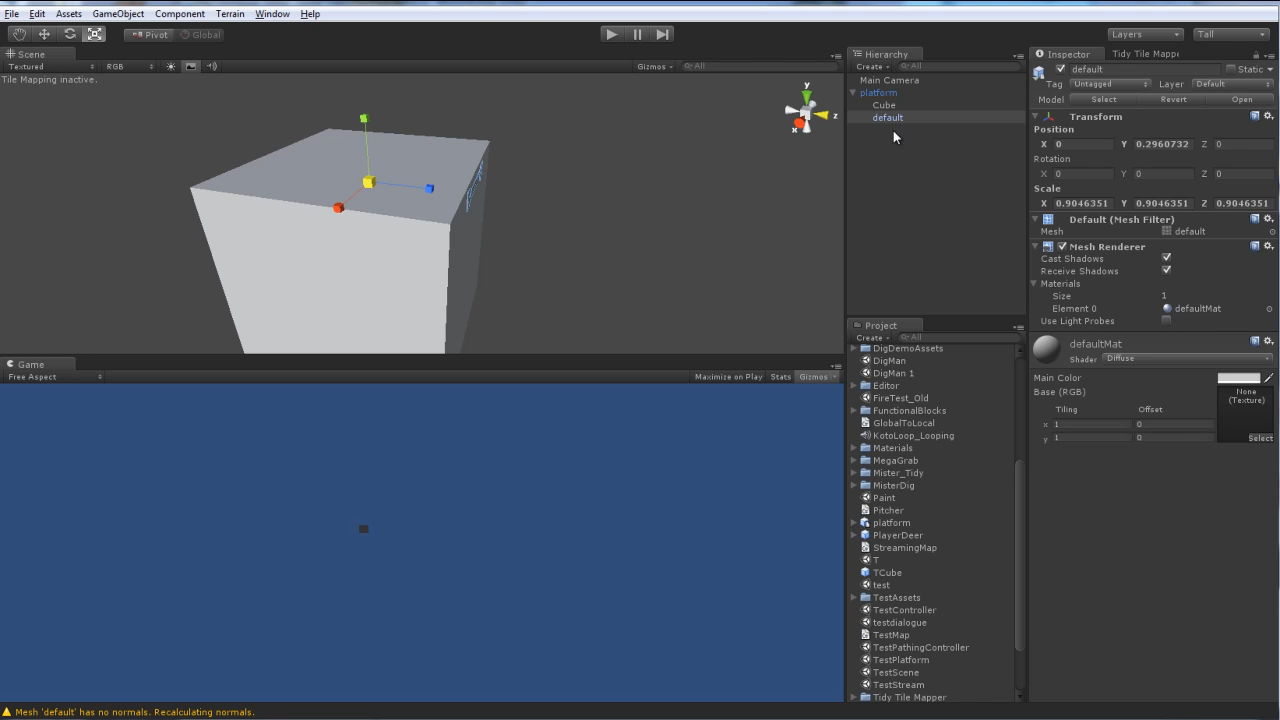 File Edit Assets GameObject Component Terrain Window Help
Pivot Global Layers Tall
Scene
Textured RGB Gizmos All
Tile Mapping inactive.
y
z
x
Game
Free Aspect Maximize on Play Stats Gizmos
Hierarchy
Create All
Main Camera
platform
Cube
default
Project
Create All
DigDemoAssets
DigMan
DigMan 1
Editor
FireTest_Old
FunctionalBlocks
GlobalToLocal
KotoLoop_Looping
Materials
MegaGrab
Mister_Tidy
MisterDig
Paint
Pitcher
platform
PlayerDeer
StreamingMap
T
TCube
test
TestAssets
TestController
testdialogue
TestMap
TestPathingController
TestPlatform
TestScene
TestStream
Tidy Tile Mapper
Inspector Tidy Tile Mappe
default Static
Tag Untagged Layer Default
Model Select Revert Open
Transform
Position
X 0 Y 0.2960732 Z 0
Rotation
X 0 Y 0 Z 0
Scale
X 0.9046351 Y 0.9046351 Z 0.9046351
Default (Mesh Filter)
Mesh default
Mesh Renderer
Cast Shadows
Receive Shadows
Materials
Size 1
Element 0 defaultMat
Use Light Probes
defaultMat
Shader Diffuse
Main Color
Base (RGB) None (Texture)
Tiling Offset
x 1 0
y 1 0 Select
Mesh 'default' has no normals. Recalculating normals.